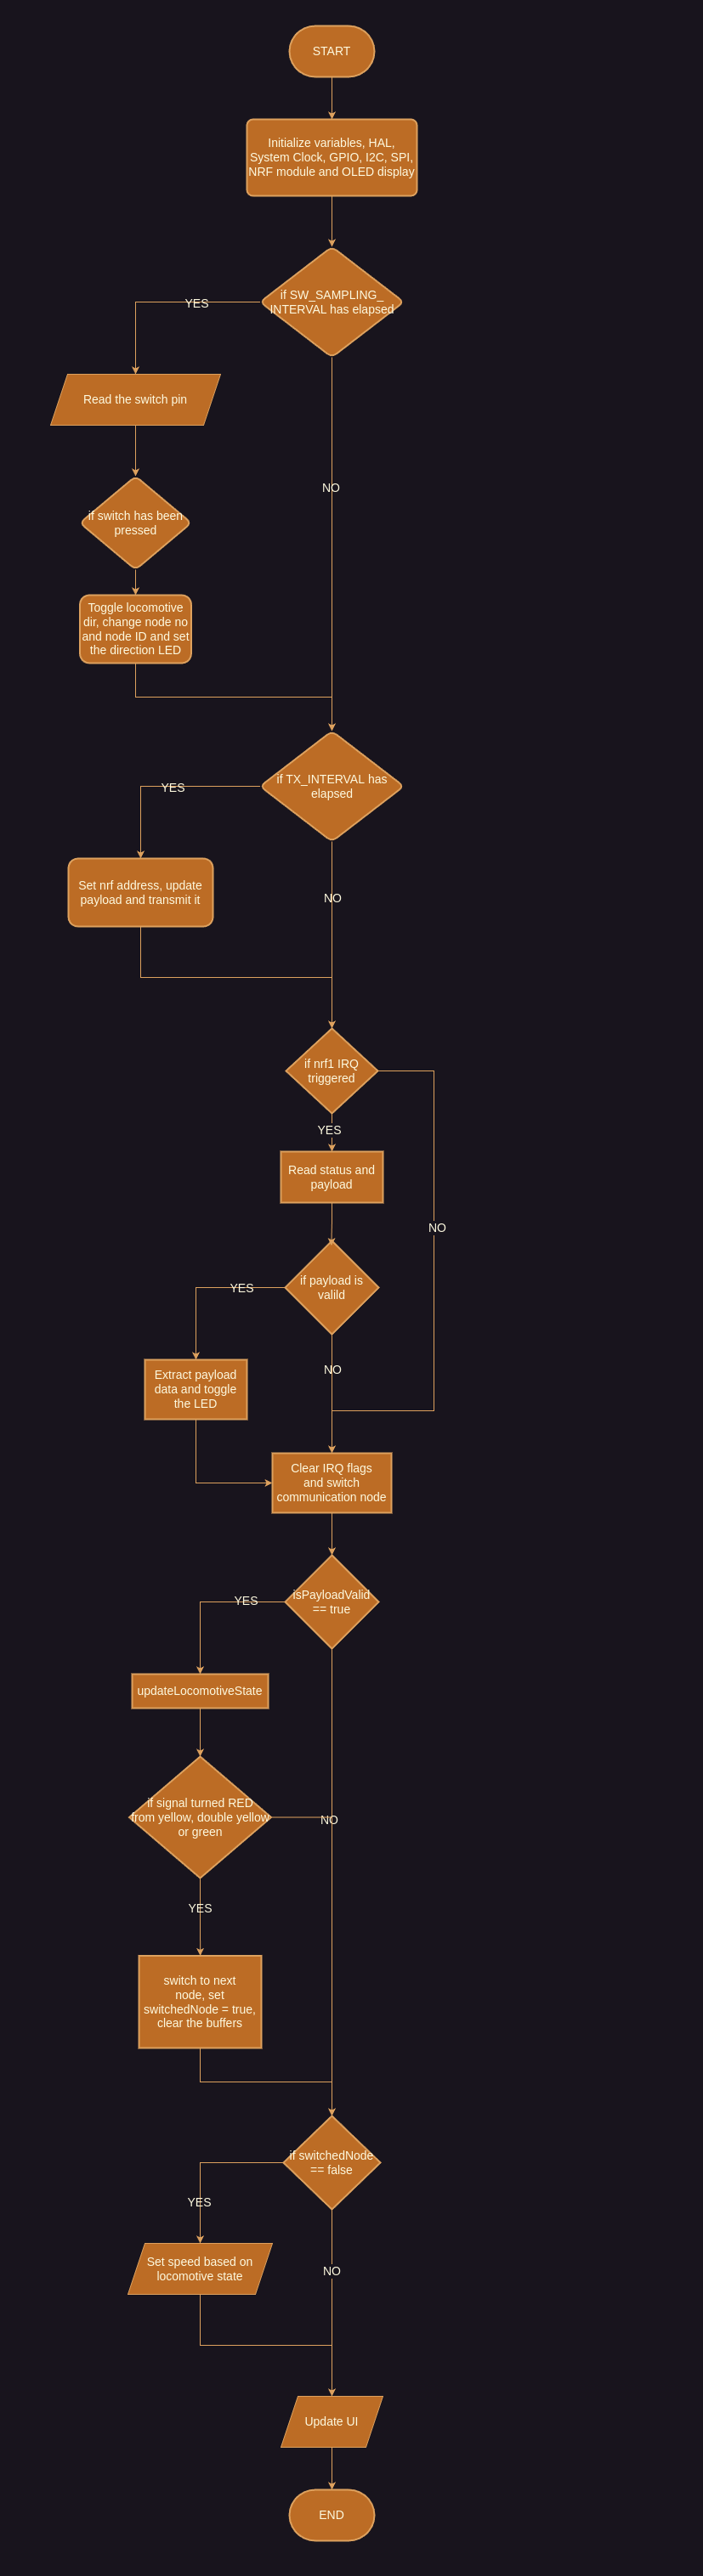 START
Initialize variables, HAL,
System Clock, GPIO, I2C, SPI,
NRF module and OLED display
if SW_SAMPLING_
INTERVAL has elapsed
YES
Read the switch pin
NO
if switch has been
pressed
Toggle locomotive
dir, change node no
and node ID and set
the direction LED
if TX_INTERVAL has
elapsed
YES
Set nrf address, update
payload and transmit it
NO
if nrf1 IRQ
triggered
YES
Read status and
payload
NO
if payload is
valild
YES
NO
Extract payload
data and toggle
the LED
Clear IRQ flags
and switch
communication node
isPayloadValid
== true
YES
updateLocomotiveState
if signal turned RED
from yellow, double yellow
or green
NO
YES
switch to next
node, set
switchedNode = true,
clear the buffers
if switchedNode
== false
YES
Set speed based on
locomotive state
NO
Update UI
END